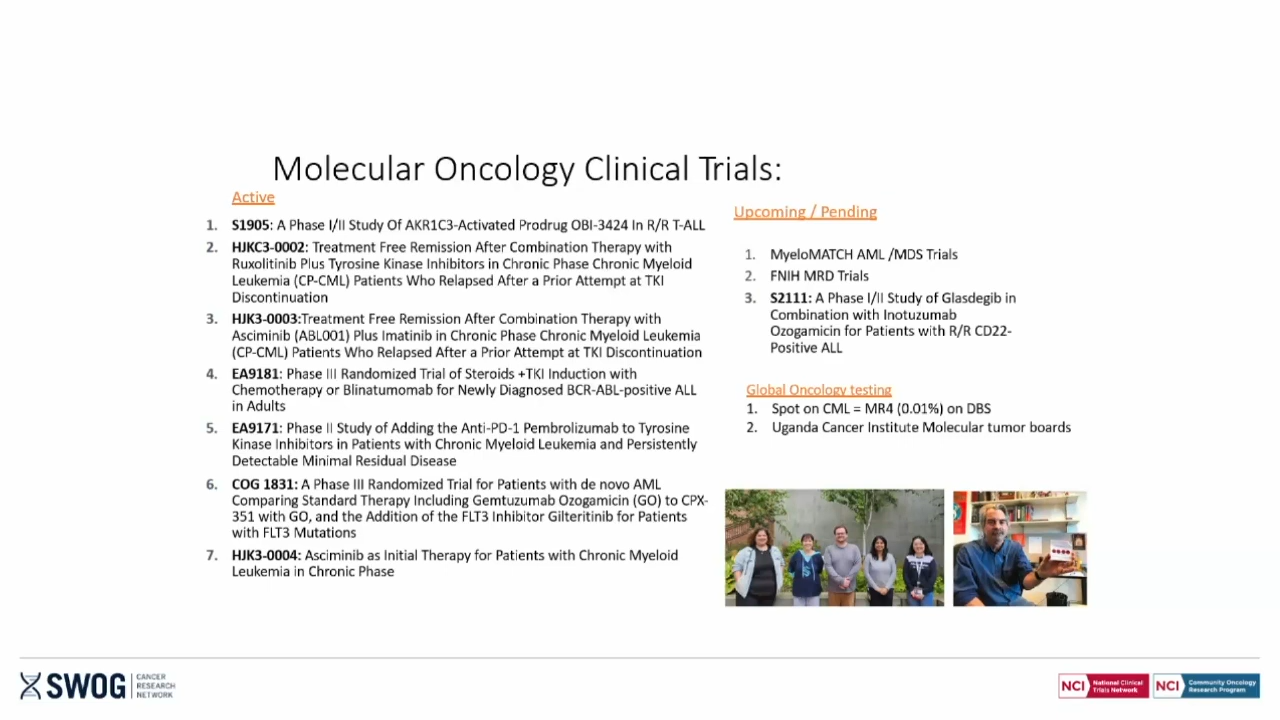 Molecular Oncology Clinical Trials:
Active
1. S1905: A Phase I/II Study Of AKR1C3-Activated Prodrug OBI-3424 In R/R T-ALL
2. HJKC3-0002: Treatment Free Remission After Combination Therapy with
Ruxolitinib Plus Tyrosine Kinase Inhibitors in Chronic Phase Chronic Myeloid
Leukemia (CP-CML) Patients Who Relapsed After a Prior Attempt at TKI
Discontinuation
3. HJK3-0003:Treatment Free Remission After Combination Therapy with
Asciminib (ABL001) Plus Imatinib in Chronic Phase Chronic Myeloid Leukemia
(CP-CML) Patients Who Relapsed After a Prior Attempt at TKI Discontinuation
4. EA9181: Phase III Randomized Trial of Steroids +TKI Induction with
Chemotherapy or Blinatumomab for Newly Diagnosed BCR-ABL-positive ALL
in Adults
5. EA9171: Phase II Study of Adding the Anti-PD-1 Pembrolizumab to Tyrosine
Kinase Inhibitors in Patients with Chronic Myeloid Leukemia and Persistently
Detectable Minimal Residual Disease
6. COG 1831: A Phase III Randomized Trial for Patients with de novo AML
Comparing Standard Therapy Including Gemtuzumab Ozogamicin (GO) to CPX-
351 with GO, and the Addition of the FLT3 Inhibitor Gilteritinib for Patients
with FLT3 Mutations
7. HJK3-0004: Asciminib as Initial Therapy for Patients with Chronic Myeloid
Leukemia in Chronic Phase
Upcoming / Pending
1. MyeloMATCH AML /MDS Trials
2. FNIH MRD Trials
3. S2111: A Phase I/II Study of Glasdegib in
Combination with Inotuzumab
Ozogamicin for Patients with R/R CD22-
Positive ALL
Global Oncology testing
1. Spot on CML = MR4 (0.01%) on DBS
2. Uganda Cancer Institute Molecular tumor boards
SWOG
CANCER
RESEARCH
NETWORK
NCI
National Clinical
Trials Network
NCI
Community Oncology
Research Program